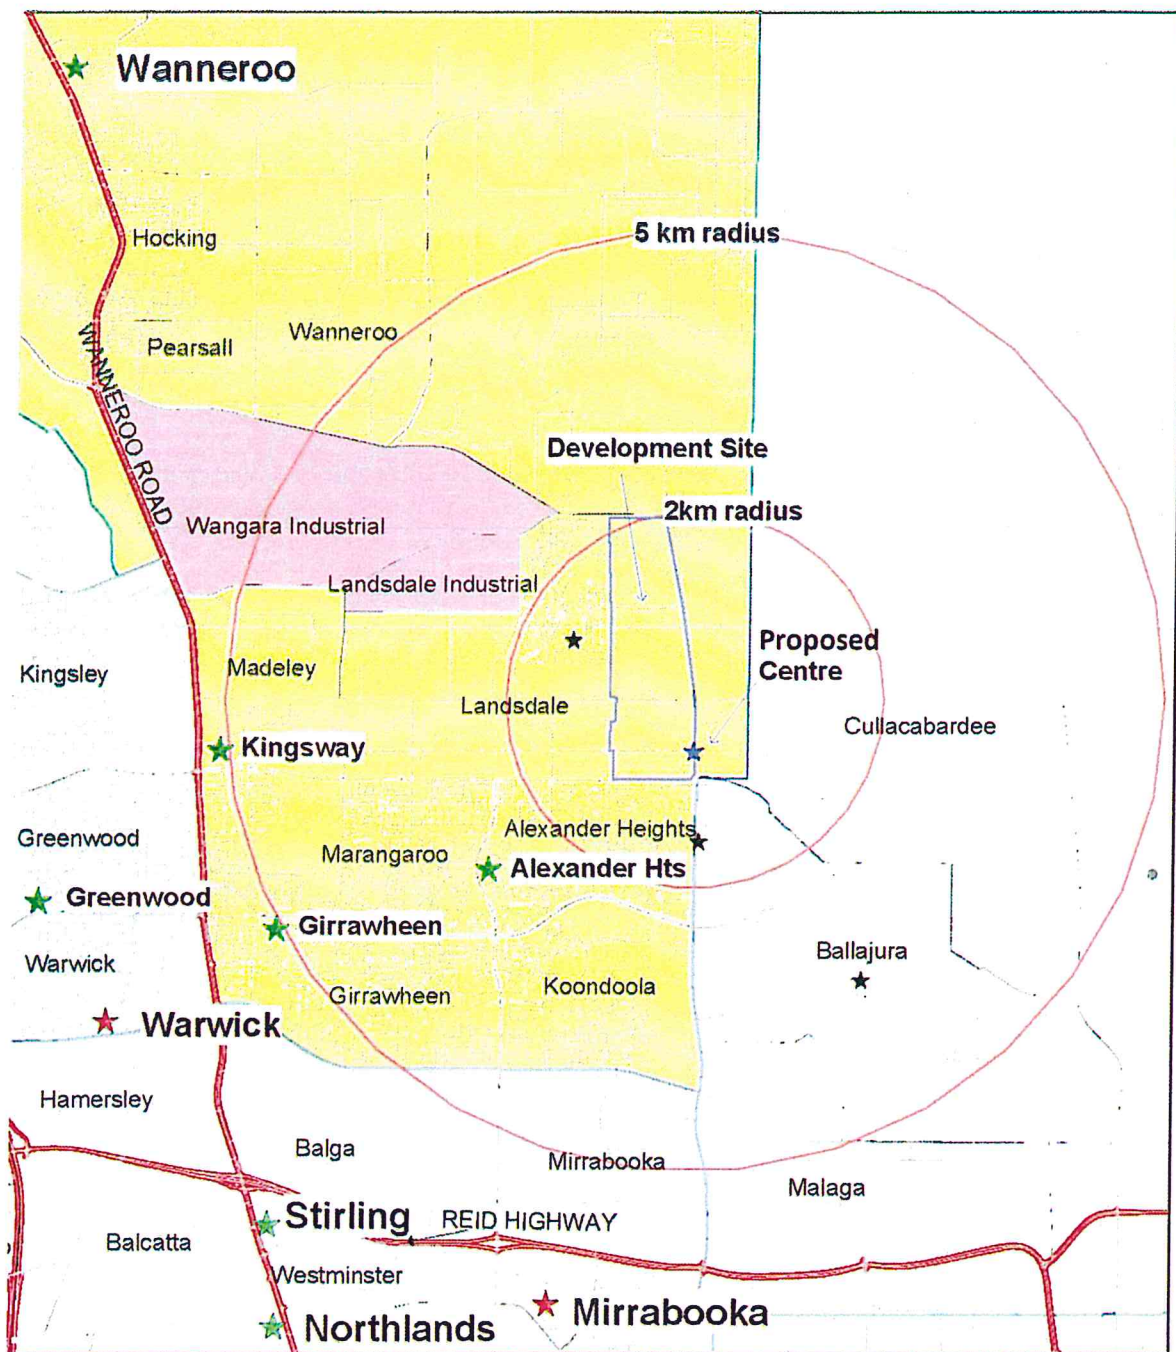 Wanneroo
5 km radius
Hocking
WANNEROO ROAD
Wanneroo
Pearsall
Development Site
2km radius
Wangara Industrial
Landsdale Industrial
Proposed
Centre
Kingsley
Madeley
Landsdale
Cullacabardee
Kingsway
Greenwood
Alexander Heights
Marangaroo
Alexander Hts
Greenwood
Girrawheen
Warwick
Ballajura
Koondoola
Girrawheen
Warwick
Hamersley
Balga
Mirrabooka
Malaga
Stirling
REID HIGHWAY
Balcatta
Westminster
Mirrabooka
Northlands